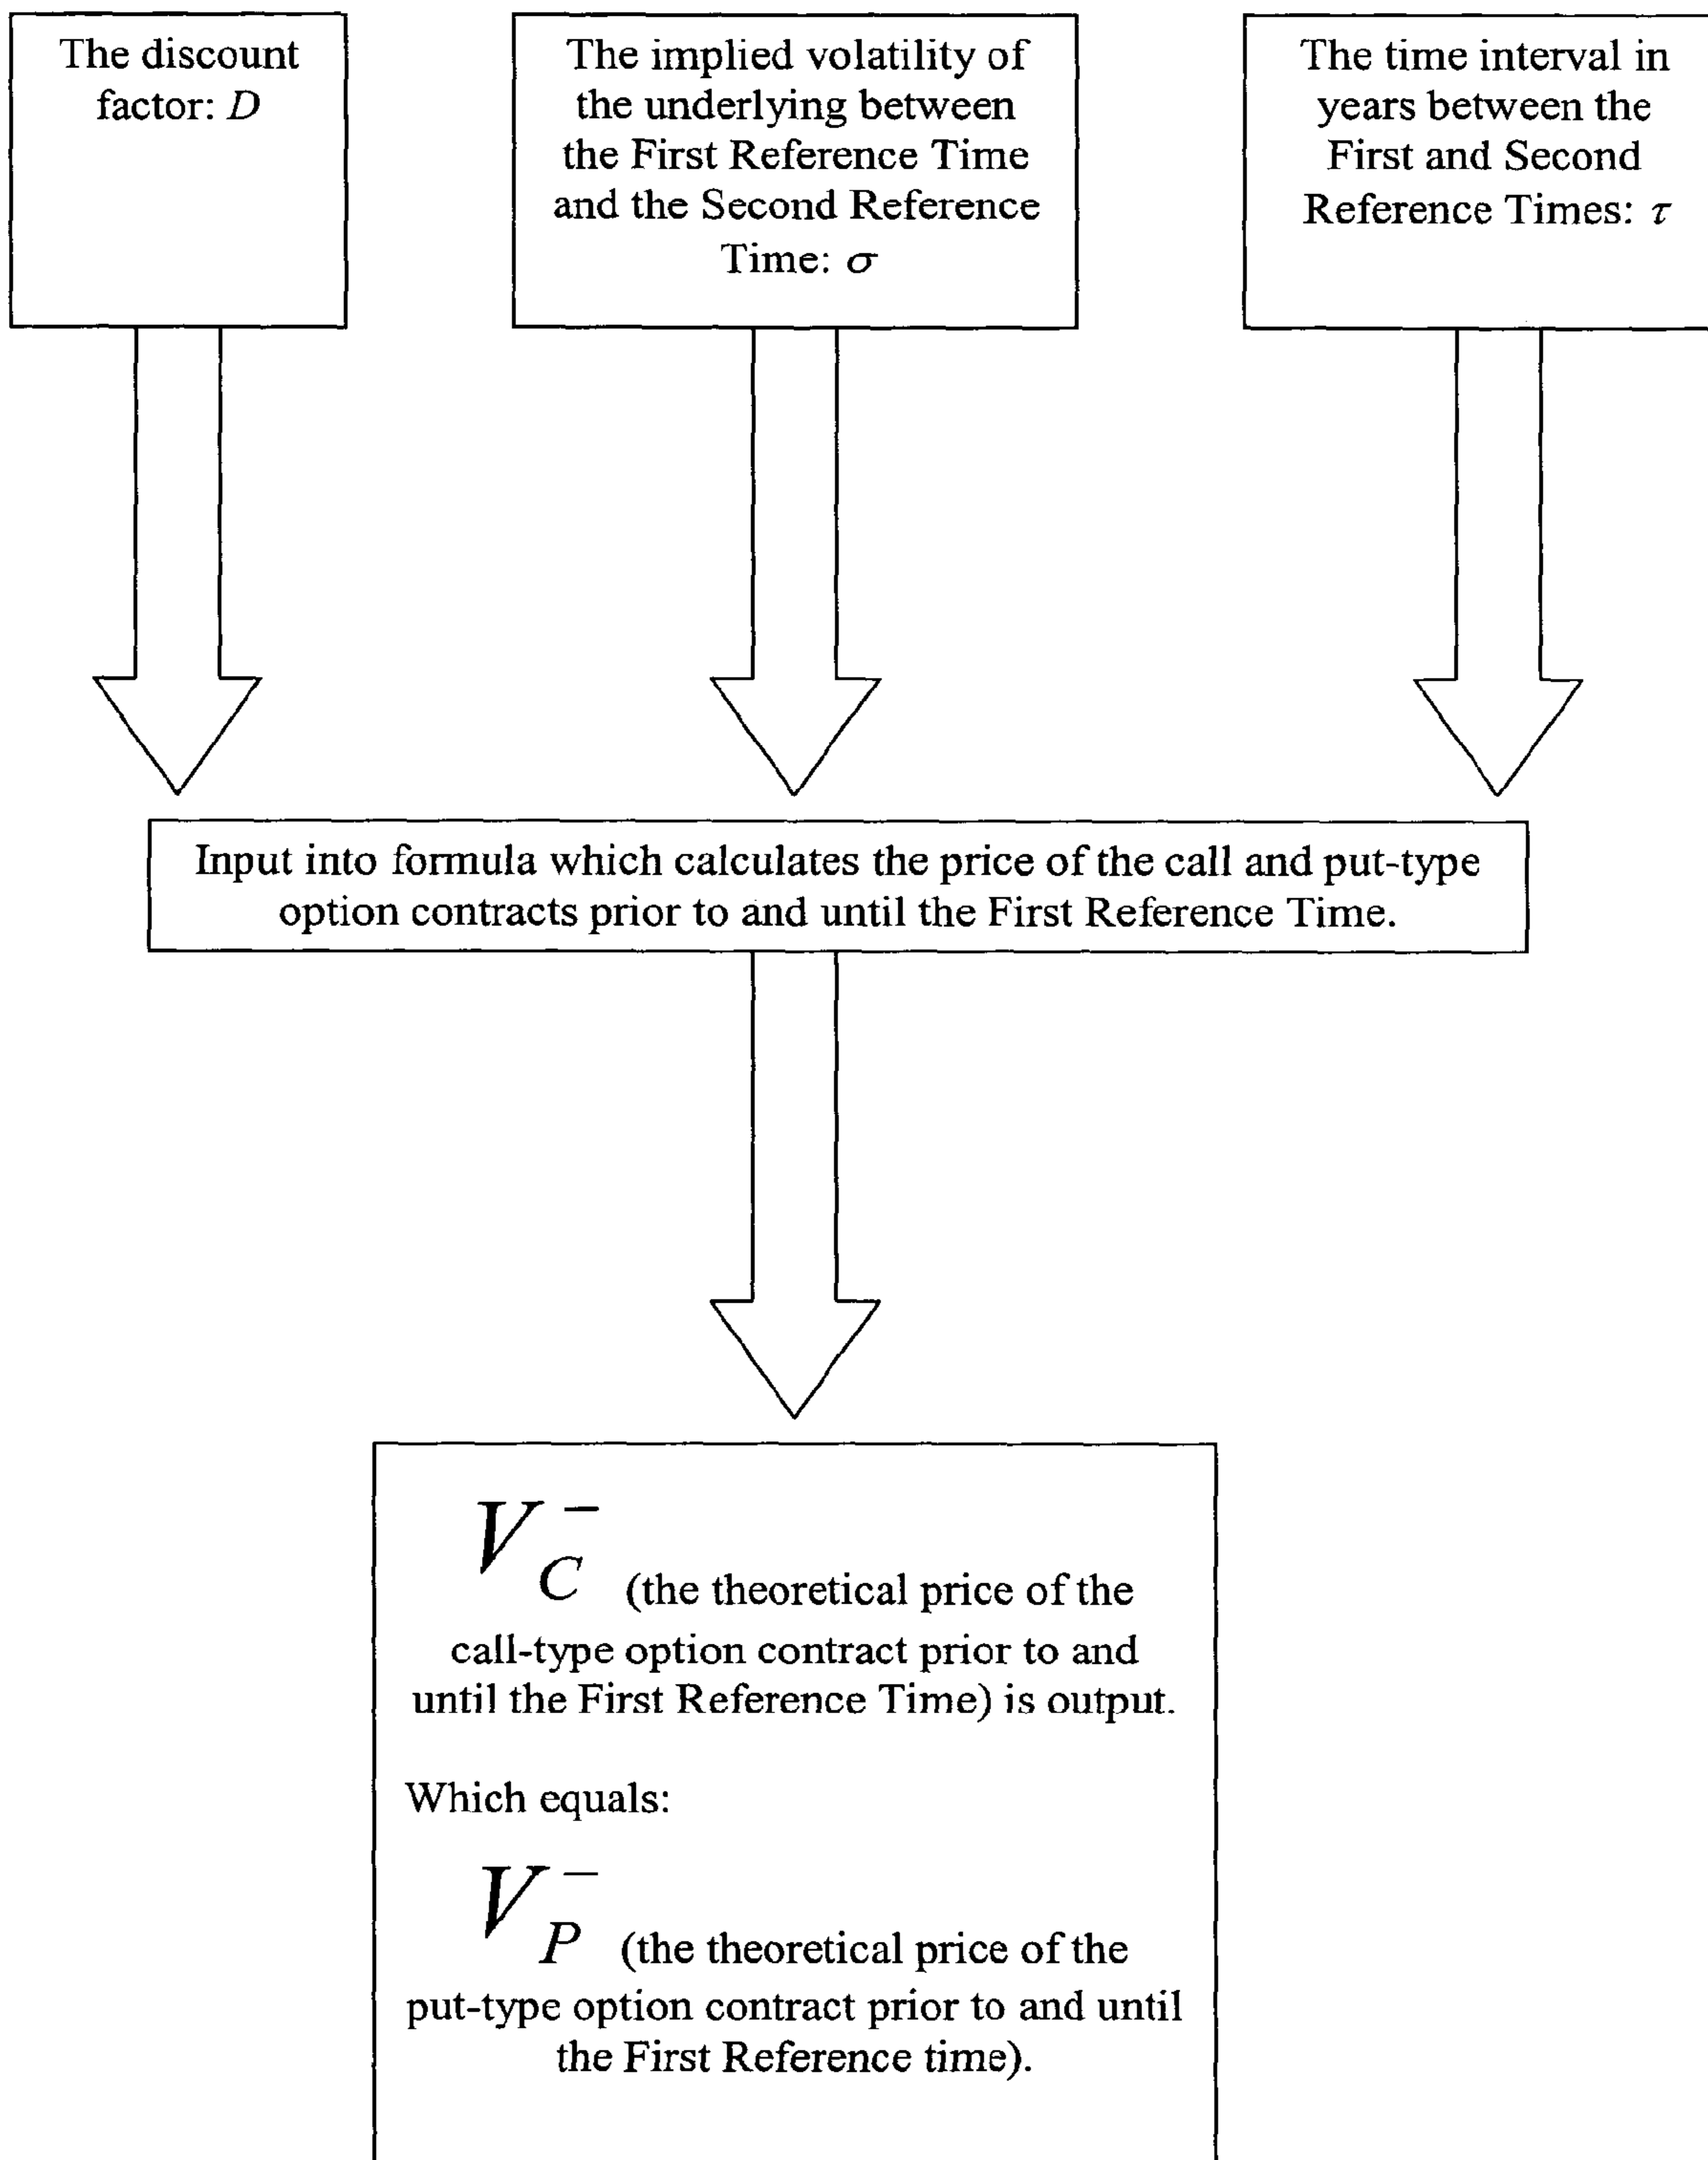 The discount
factor: D
The implied volatility of
the underlying between
the First Reference Time
and the Second Reference
Time: σ
The time interval in
years between the
First and Second
Reference Times: τ
Input into formula which calculates the price of the call and put-type
option contracts prior to and until the First Reference Time.
V_C^- (the theoretical price of the
call-type option contract prior to and
until the First Reference Time) is output.
Which equals:
V_P^- (the theoretical price of the
put-type option contract prior to and until
the First Reference time).